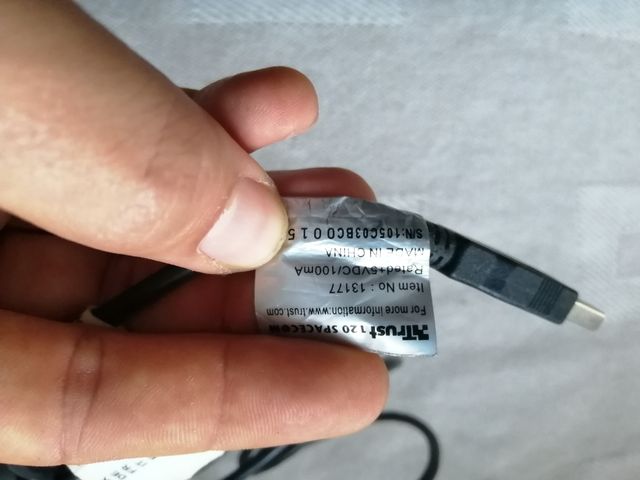 Trust 120 SPACECAM
For more information:www.trust.com
Item No : 13177
Rated+5VDC/100mA
MADE IN CHINA
S/N:105C03BC0 0 1 5